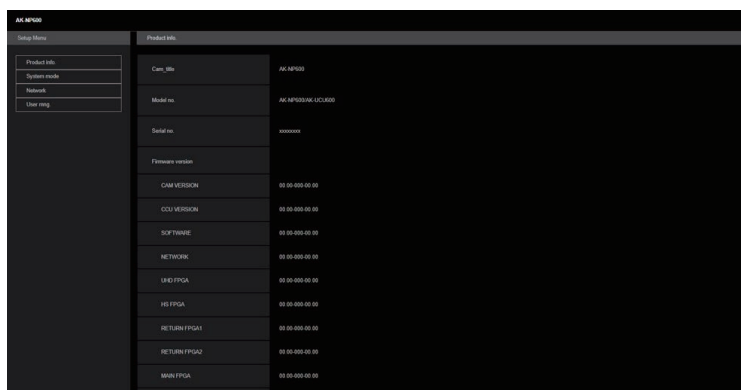 AK-NP600
Setup Menu
Product info.
Product info.
System mode
Network
User mng.
Cam_title
AK-NP600
Model no.
AK-NP600/AK-UCU600
Serial no.
xxxxxxxx
Firmware version
CAM VERSION
00.00-000-00.00
CCU VERSION
00.00-000-00.00
SOFTWARE
00.00-000-00.00
NETWORK
00.00-000-00.00
UHD FPGA
00.00-000-00.00
HS FPGA
00.00-000-00.00
RETURN FPGA1
00.00-000-00.00
RETURN FPGA2
00.00-000-00.00
MAIN FPGA
00.00-000-00.00